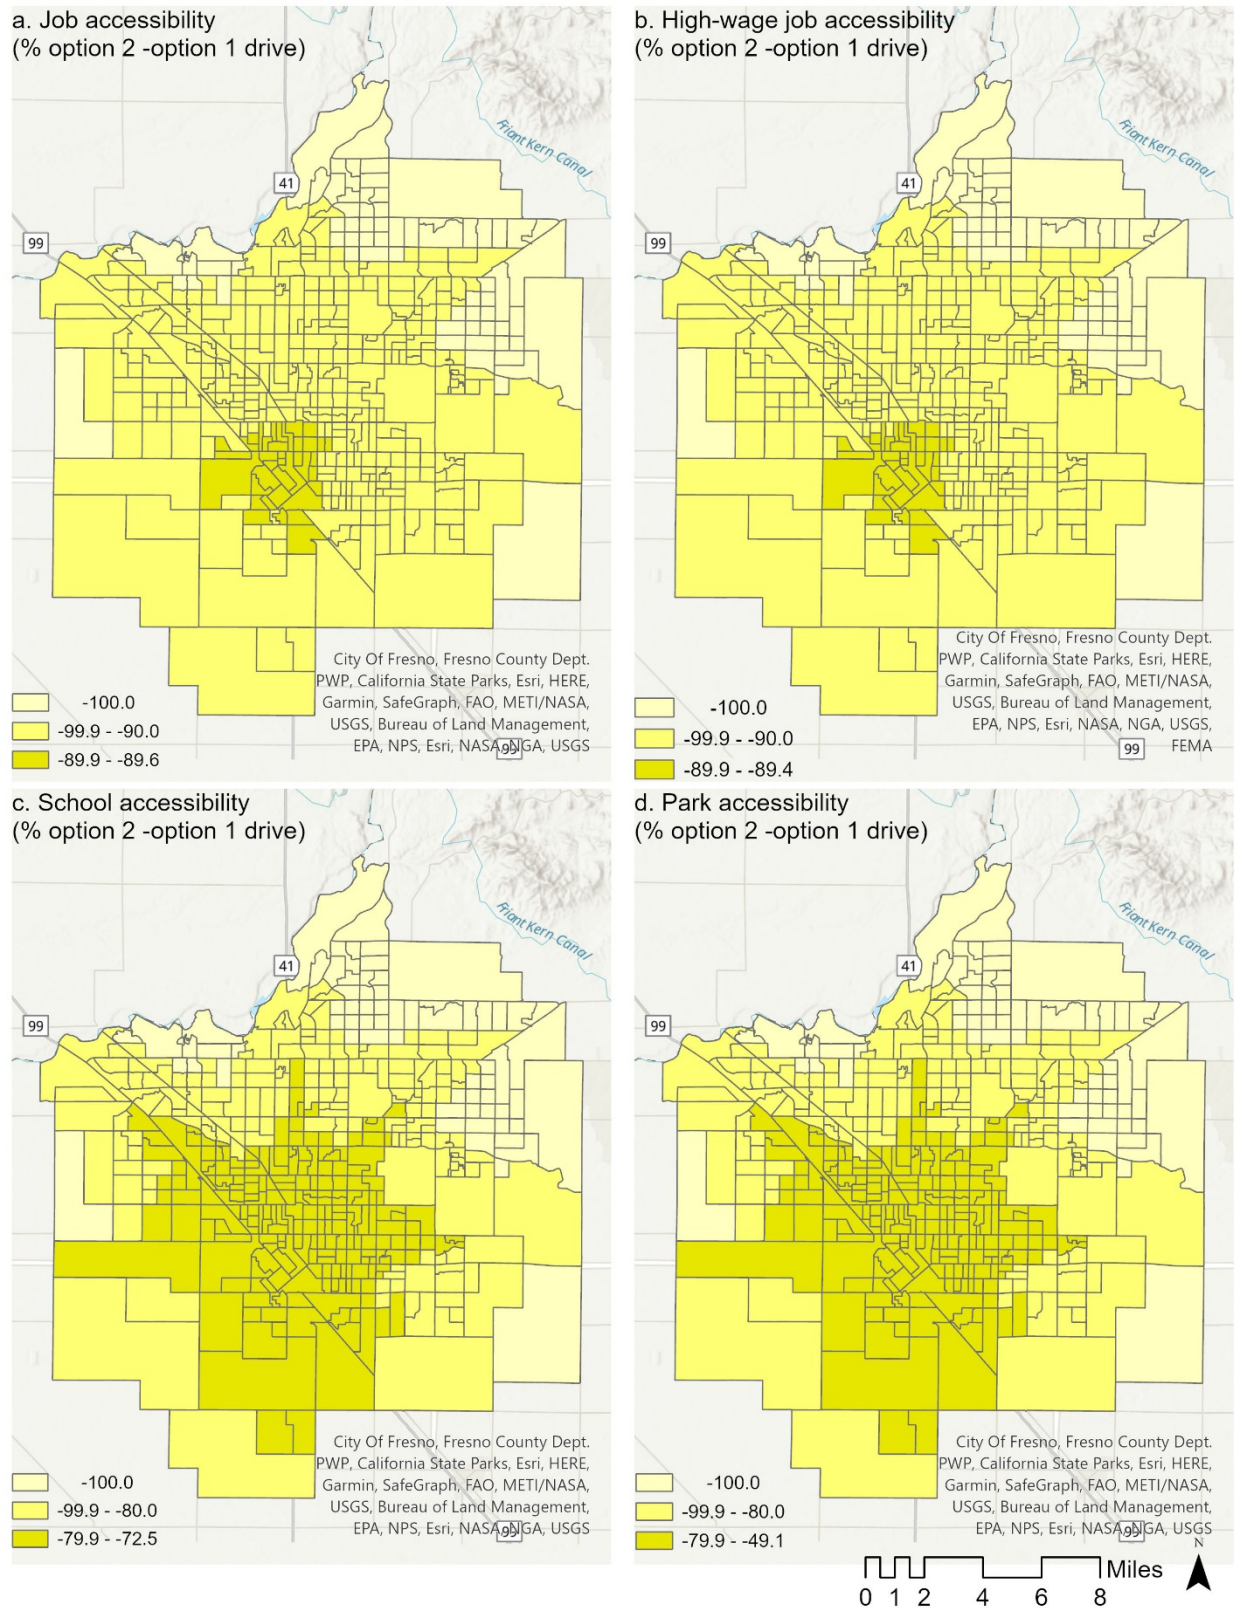 a. Job accessibility
(% option 2 -option 1 drive)
Friant Kern Canal
41
99
City Of Fresno, Fresno County Dept.
PWP, California State Parks, Esri, HERE,
Garmin, SafeGraph, FAO, METI/NASA,
USGS, Bureau of Land Management,
EPA, NPS, Esri, NASA, NGA, USGS
99
-100.0
-99.9 - -90.0
-89.9 - -89.6
b. High-wage job accessibility
(% option 2 -option 1 drive)
Friant Kern Canal
41
99
City Of Fresno, Fresno County Dept.
PWP, California State Parks, Esri, HERE,
Garmin, SafeGraph, FAO, METI/NASA,
USGS, Bureau of Land Management,
EPA, NPS, Esri, NASA, NGA, USGS,
FEMA
99
-100.0
-99.9 - -90.0
-89.9 - -89.4
c. School accessibility
(% option 2 -option 1 drive)
Friant Kern Canal
41
99
City Of Fresno, Fresno County Dept.
PWP, California State Parks, Esri, HERE,
Garmin, SafeGraph, FAO, METI/NASA,
USGS, Bureau of Land Management,
EPA, NPS, Esri, NASA, NGA, USGS
99
-100.0
-99.9 - -80.0
-79.9 - -72.5
d. Park accessibility
(% option 2 -option 1 drive)
Friant Kern Canal
41
99
City Of Fresno, Fresno County Dept.
PWP, California State Parks, Esri, HERE,
Garmin, SafeGraph, FAO, METI/NASA,
USGS, Bureau of Land Management,
EPA, NPS, Esri, NASA, NGA, USGS
99
-100.0
-99.9 - -80.0
-79.9 - -49.1
N
Miles
0 1 2 4 6 8